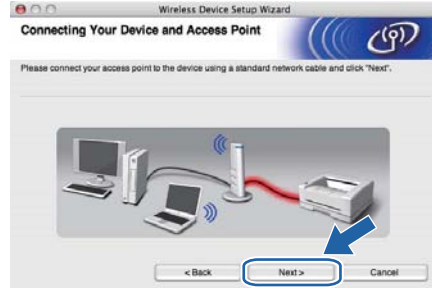 Wireless Device Setup Wizard
Connecting Your Device and Access Point
Please connect your access point to the device using a standard network cable and click "Next".
< Back Next > Cancel